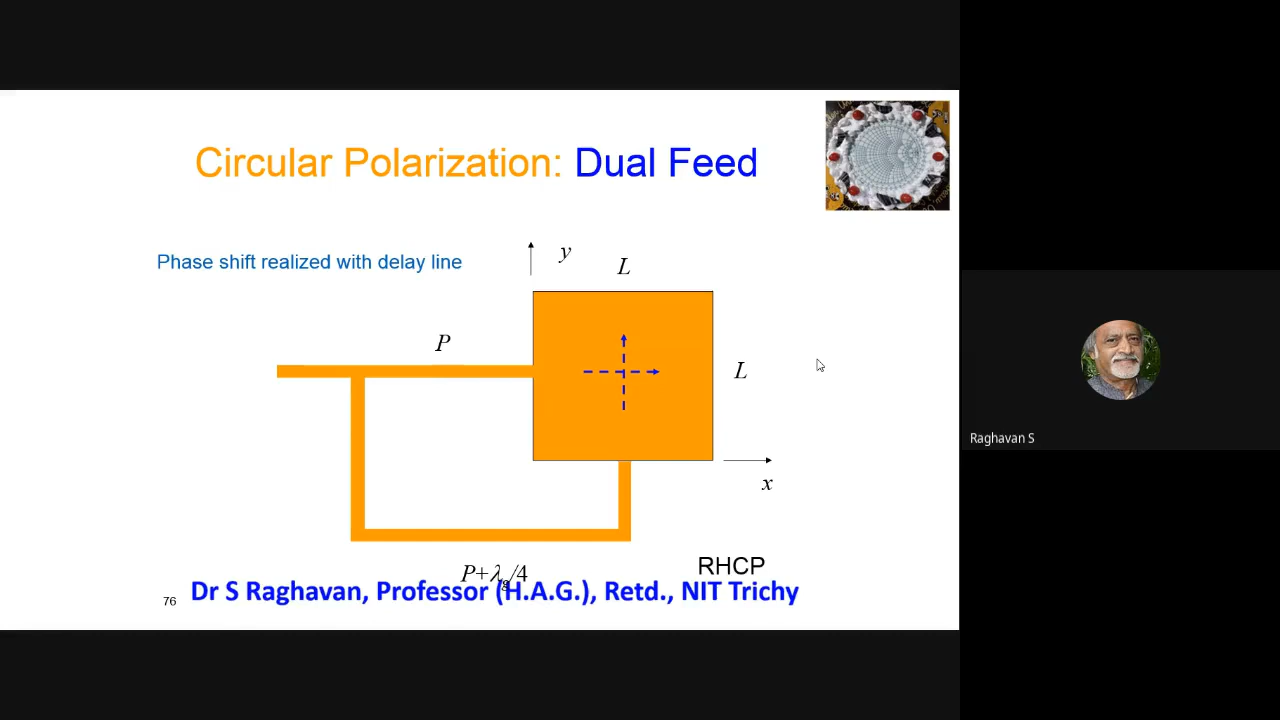 Circular Polarization: Dual Feed
Phase shift realized with delay line
y
L
P
L
x
P+λg/4
RHCP
76
Dr S Raghavan, Professor (H.A.G.), Retd., NIT Trichy
Raghavan S